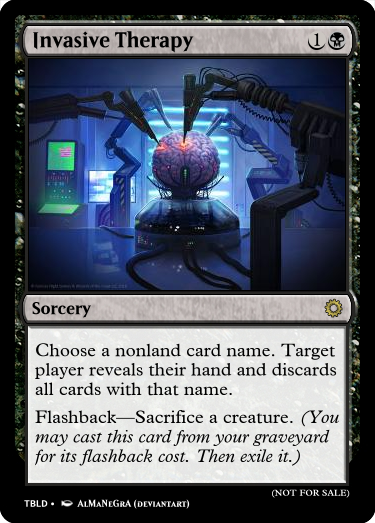 Invasive Therapy 1
Sorcery
Choose a nonland card name. Target
player reveals their hand and discards
all cards with that name.
Flashback—Sacrifice a creature. (You
may cast this card from your graveyard
for its flashback cost. Then exile it.)
(NOT FOR SALE)
TBLD • ALMANEGRA (DEVIANTART)